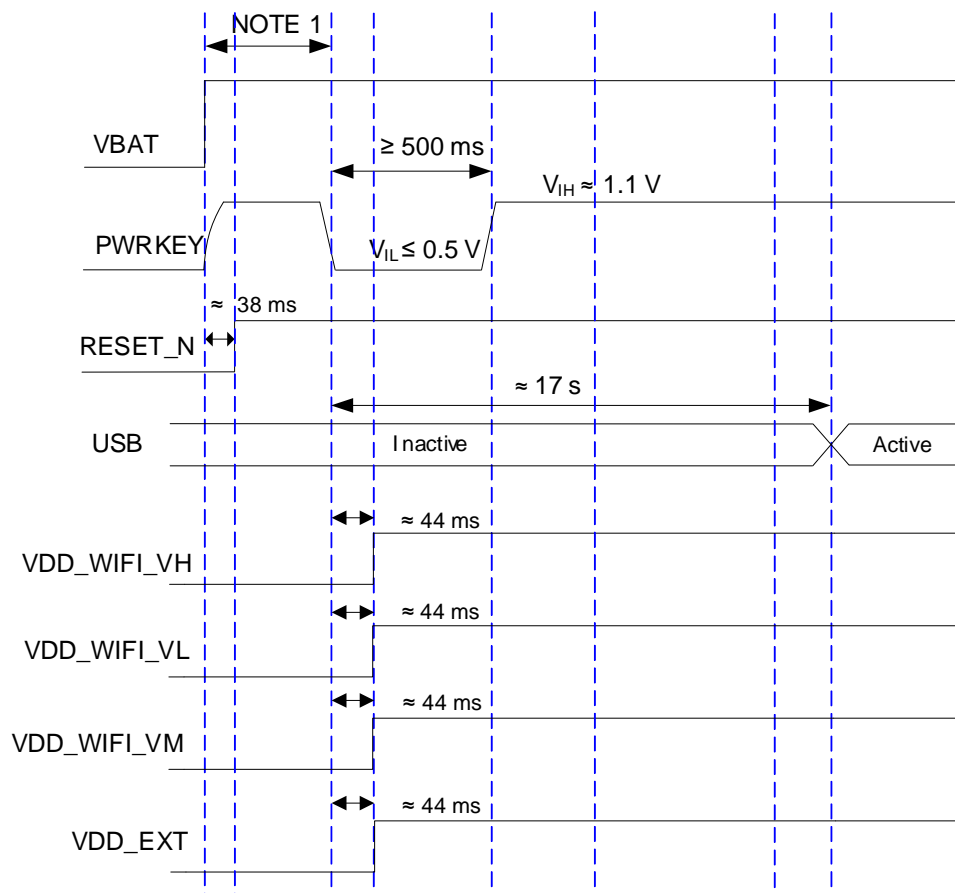 NOTE 1
VBAT
≥ 500 ms
VIH ≈ 1.1 V
PWRKEY
VIL ≤ 0.5 V
≈ 38 ms
RESET_N
≈ 17 s
USB
Inactive
Active
≈ 44 ms
VDD_WIFI_VH
≈ 44 ms
VDD_WIFI_VL
≈ 44 ms
VDD_WIFI_VM
≈ 44 ms
VDD_EXT